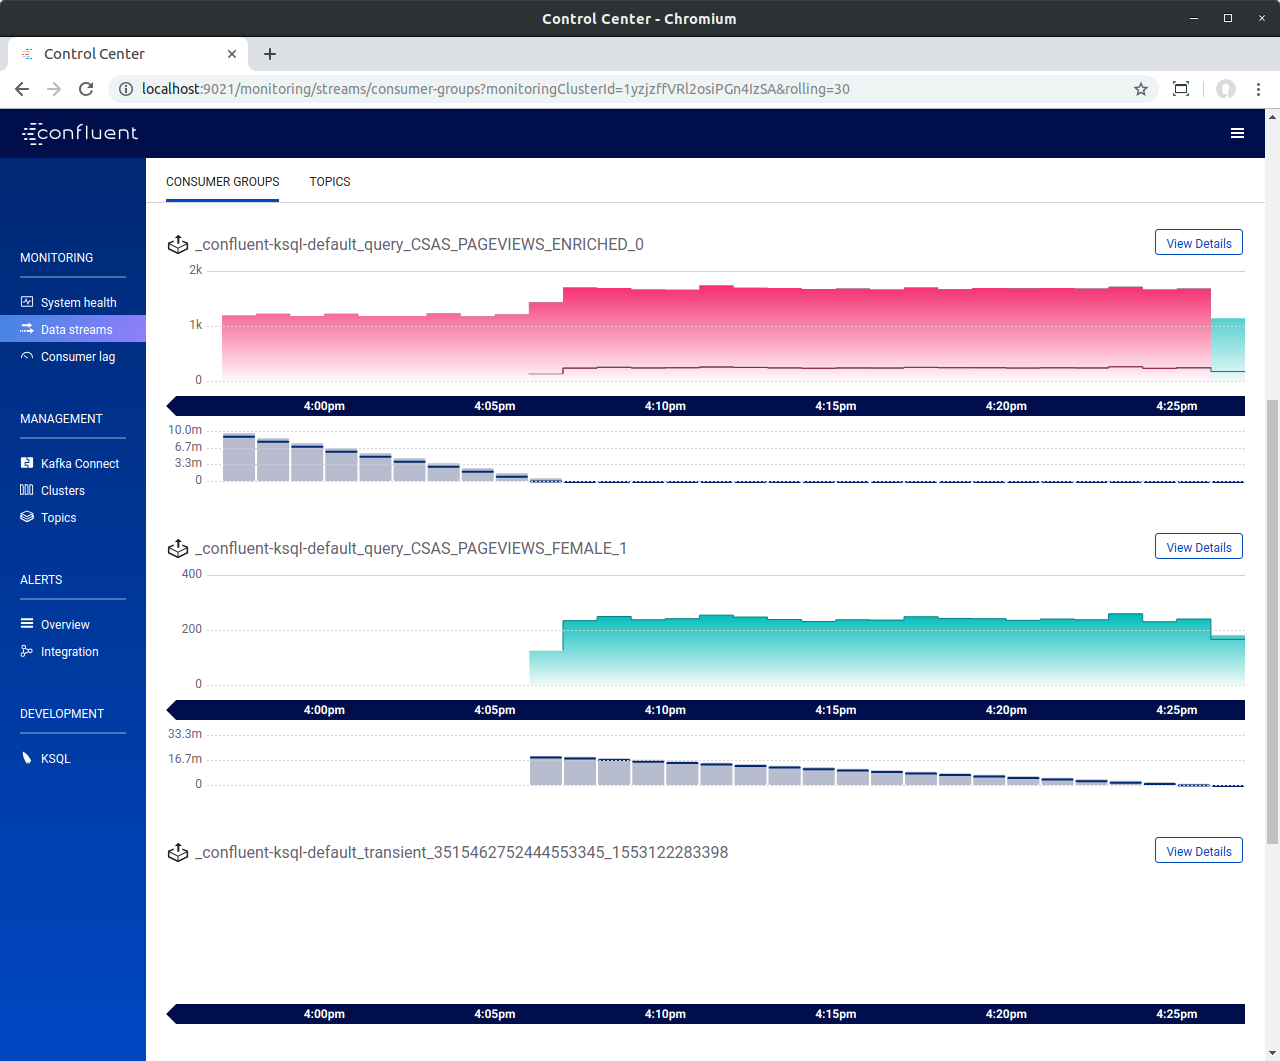 Control Center - Chromium
Control Center
localhost:9021/monitoring/streams/consumer-groups?monitoringClusterId=1yzjzffVRl2osiPGn4IzSA&rolling=30
confluent
MONITORING
System health
Data streams
Consumer lag
MANAGEMENT
Kafka Connect
Clusters
Topics
ALERTS
Overview
Integration
DEVELOPMENT
KSQL
CONSUMER GROUPS TOPICS
_confluent-ksql-default_query_CSAS_PAGEVIEWS_ENRICHED_0 View Details
2k
1k
0
4:00pm 4:05pm 4:10pm 4:15pm 4:20pm 4:25pm
10.0m
6.7m
3.3m
0
_confluent-ksql-default_query_CSAS_PAGEVIEWS_FEMALE_1 View Details
400
200
0
4:00pm 4:05pm 4:10pm 4:15pm 4:20pm 4:25pm
33.3m
16.7m
0
_confluent-ksql-default_transient_3515462752444553345_1553122283398 View Details
4:00pm 4:05pm 4:10pm 4:15pm 4:20pm 4:25pm